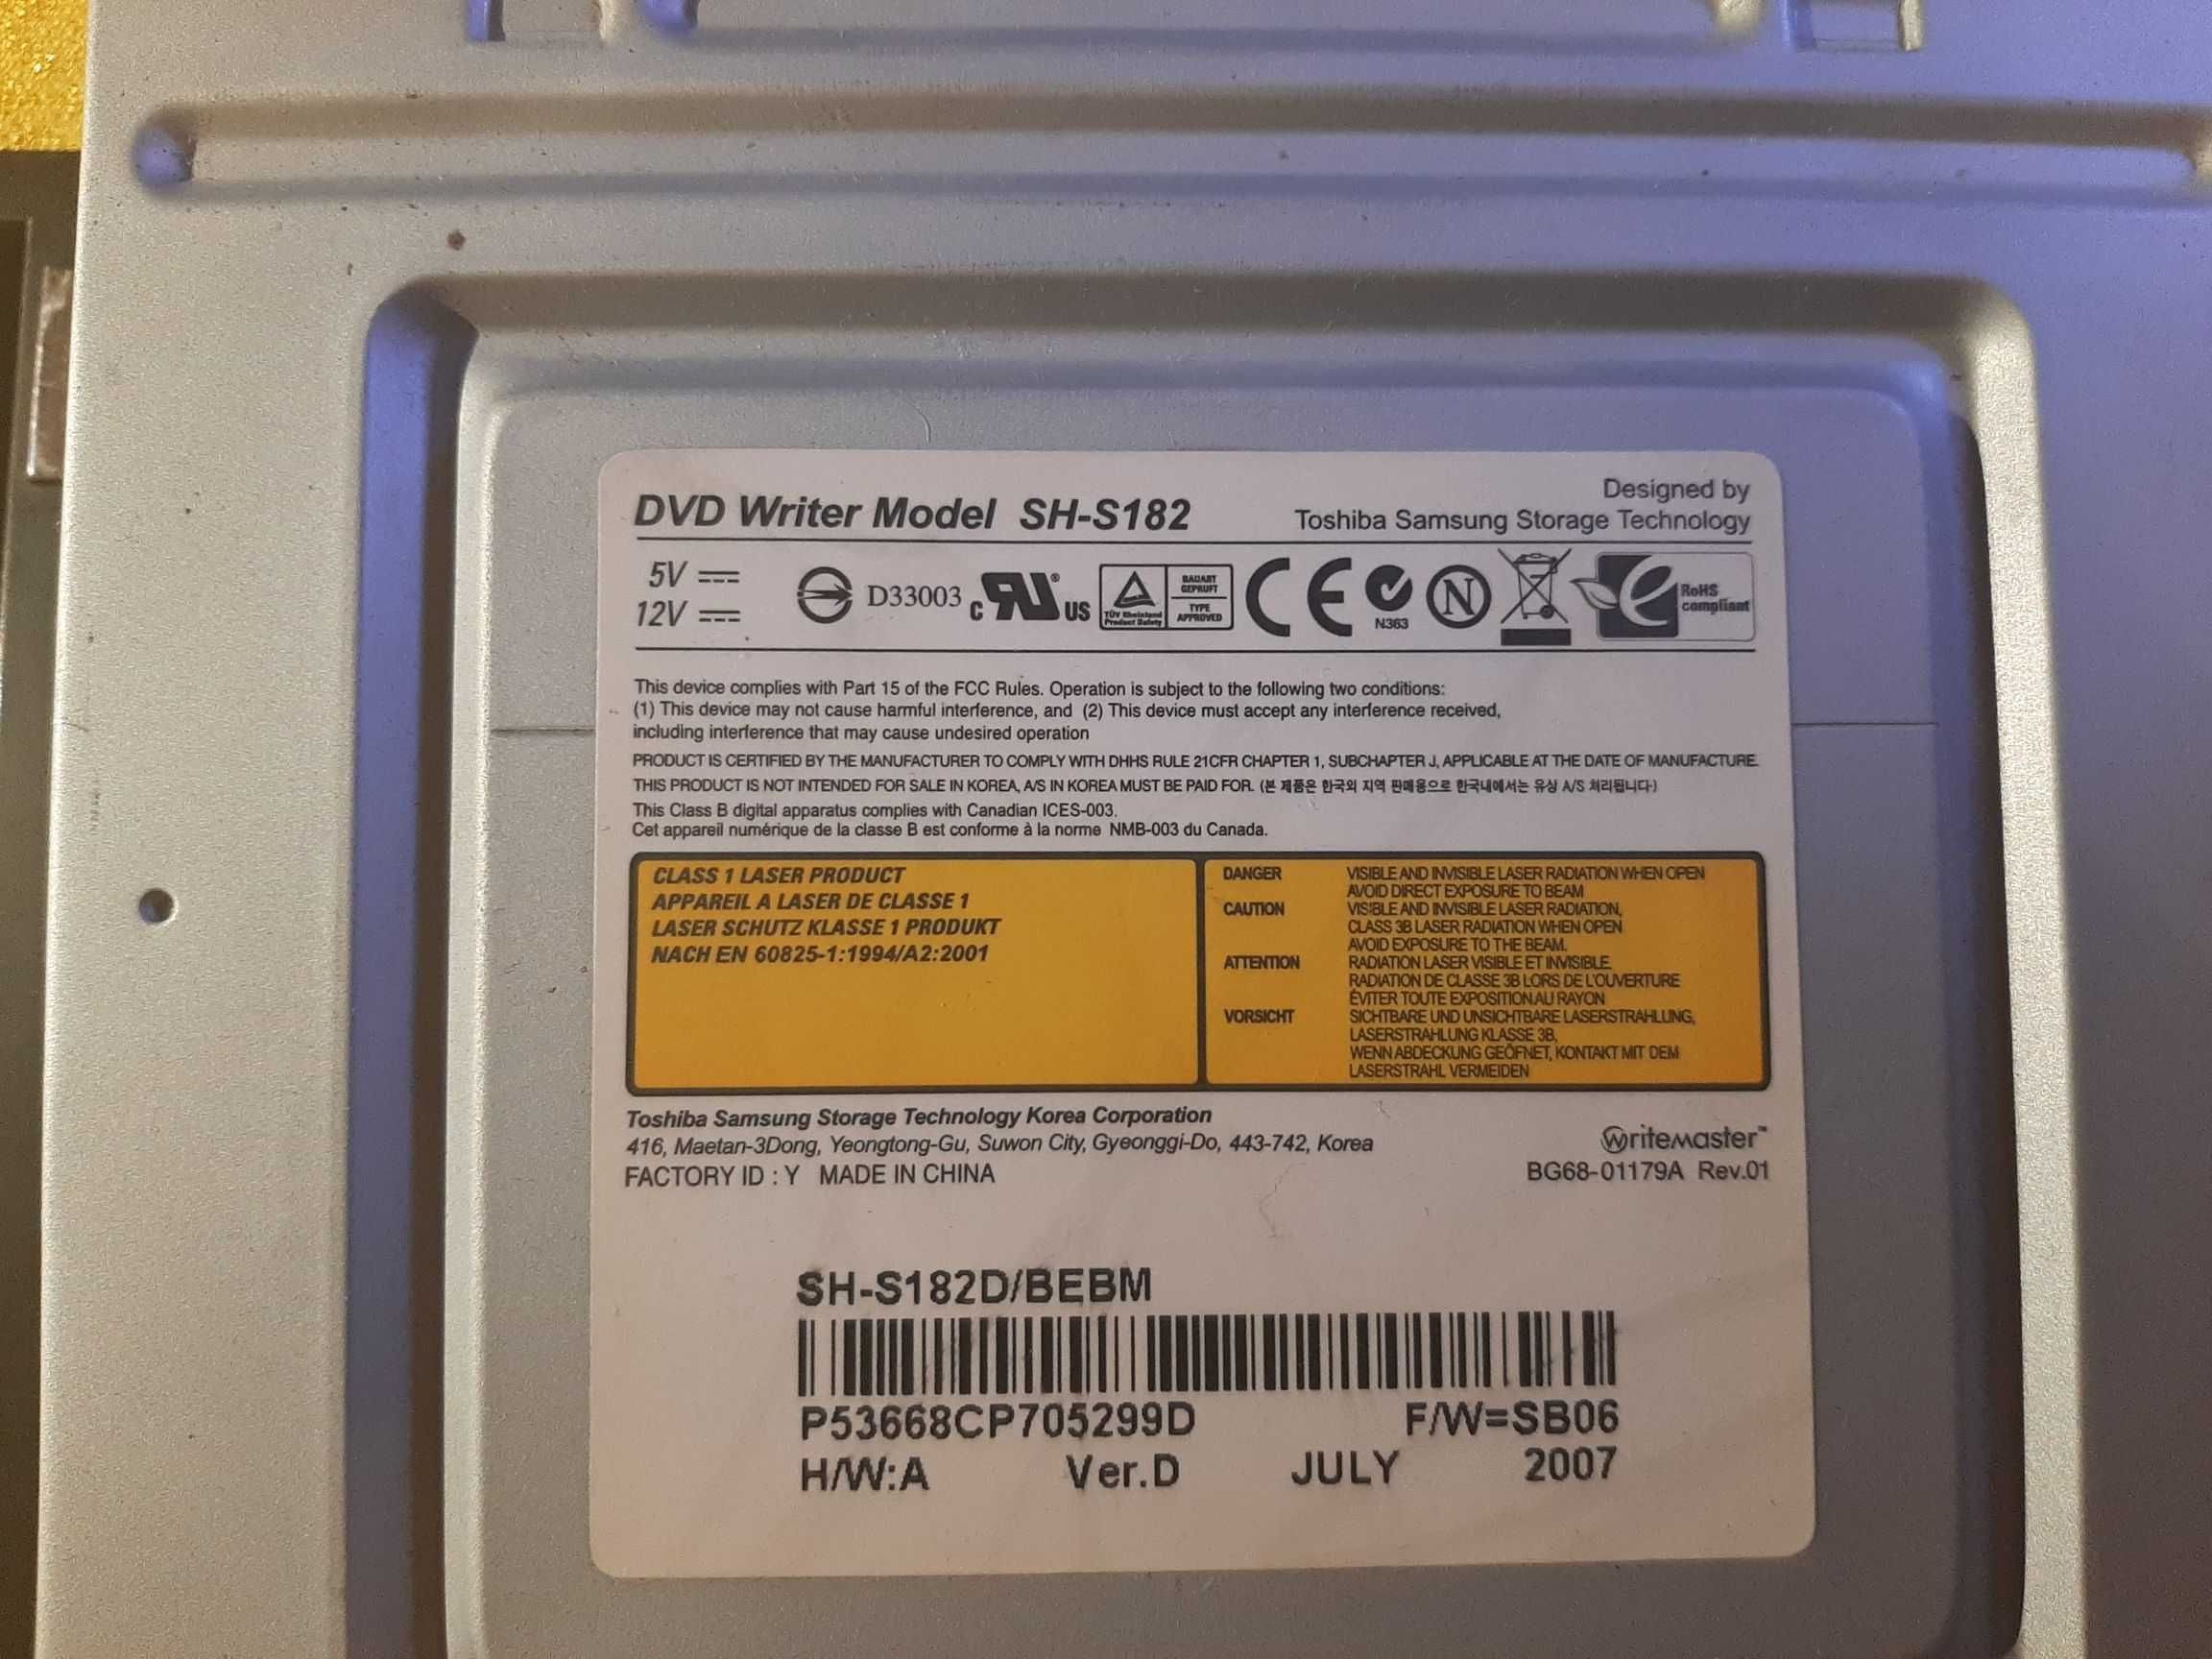 DVD Writer Model SH-S182
Designed by
Toshiba Samsung Storage Technology
5V
12V
D33003
c RU ® US
TÜV Rheinland
Product Safety
BAUART
GEPRÜFT
TYPE
APPROVED
CE
N363
N
e
RoHS
compliant
This device complies with Part 15 of the FCC Rules. Operation is subject to the following two conditions:
(1) This device may not cause harmful interference, and (2) This device must accept any interference received,
including interference that may cause undesired operation
PRODUCT IS CERTIFIED BY THE MANUFACTURER TO COMPLY WITH DHHS RULE 21CFR CHAPTER 1, SUBCHAPTER J, APPLICABLE AT THE DATE OF MANUFACTURE.
THIS PRODUCT IS NOT INTENDED FOR SALE IN KOREA, A/S IN KOREA MUST BE PAID FOR. (본 제품은 한국외 지역 판매용으로 한국내에서는 유상 A/S 처리됩니다)
This Class B digital apparatus complies with Canadian ICES-003.
Cet appareil numérique de la classe B est conforme à la norme NMB-003 du Canada.
CLASS 1 LASER PRODUCT
APPAREIL A LASER DE CLASSE 1
LASER SCHUTZ KLASSE 1 PRODUKT
NACH EN 60825-1:1994/A2:2001
DANGER VISIBLE AND INVISIBLE LASER RADIATION WHEN OPEN
AVOID DIRECT EXPOSURE TO BEAM
CAUTION VISIBLE AND INVISIBLE LASER RADIATION,
CLASS 3B LASER RADIATION WHEN OPEN
AVOID EXPOSURE TO THE BEAM.
ATTENTION RADIATION LASER VISIBLE ET INVISIBLE,
RADIATION DE CLASSE 3B LORS DE L'OUVERTURE
ÉVITER TOUTE EXPOSITION AU RAYON
VORSICHT SICHTBARE UND UNSICHTBARE LASERSTRAHLUNG,
LASERSTRAHLUNG KLASSE 3B,
WENN ABDECKUNG GEÖFNET, KONTAKT MIT DEM
LASERSTRAHL VERMEIDEN
Toshiba Samsung Storage Technology Korea Corporation
416, Maetan-3Dong, Yeongtong-Gu, Suwon City, Gyeonggi-Do, 443-742, Korea
FACTORY ID : Y MADE IN CHINA
Writemaster™
BG68-01179A Rev.01
SH-S182D/BEBM
P53668CP705299D F/W=SB06
H/W:A Ver.D JULY 2007